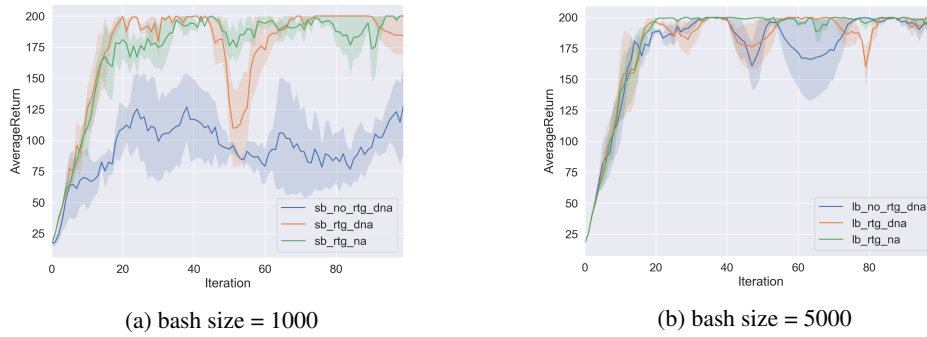 200
175
150
125
100
75
50
25
AverageReturn
sb_no_rtg_dna
sb_rtg_dna
sb_rtg_na
0 20 40 60 80
Iteration
(a) bash size = 1000
200
175
150
125
100
75
50
25
AverageReturn
lb_no_rtg_dna
lb_rtg_dna
lb_rtg_na
0 20 40 60 80
Iteration
(b) bash size = 5000